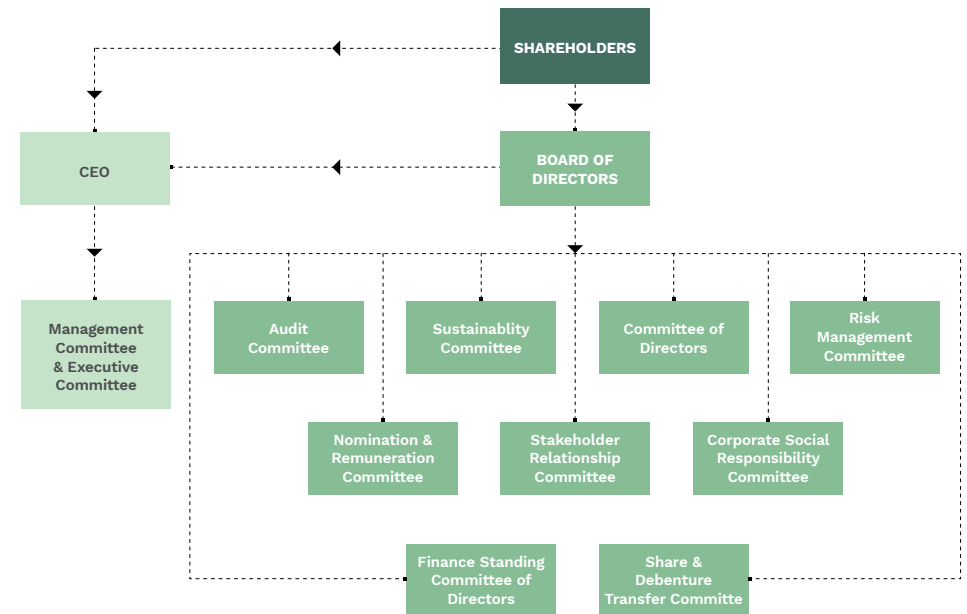 SHAREHOLDERS
CEO
BOARD OF
DIRECTORS
Management
Committee
& Executive
Committee
Audit
Committee
Sustainablity
Committee
Committee of
Directors
Risk
Management
Committee
Nomination &
Remuneration
Committee
Stakeholder
Relationship
Committee
Corporate Social
Responsibility
Committee
Finance Standing
Committee of
Directors
Share &
Debenture
Transfer Committe